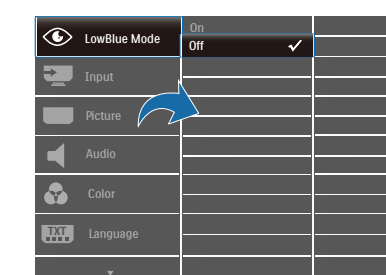 LowBlue Mode
On
Off
Input
Picture
Audio
Color
TXT
Language